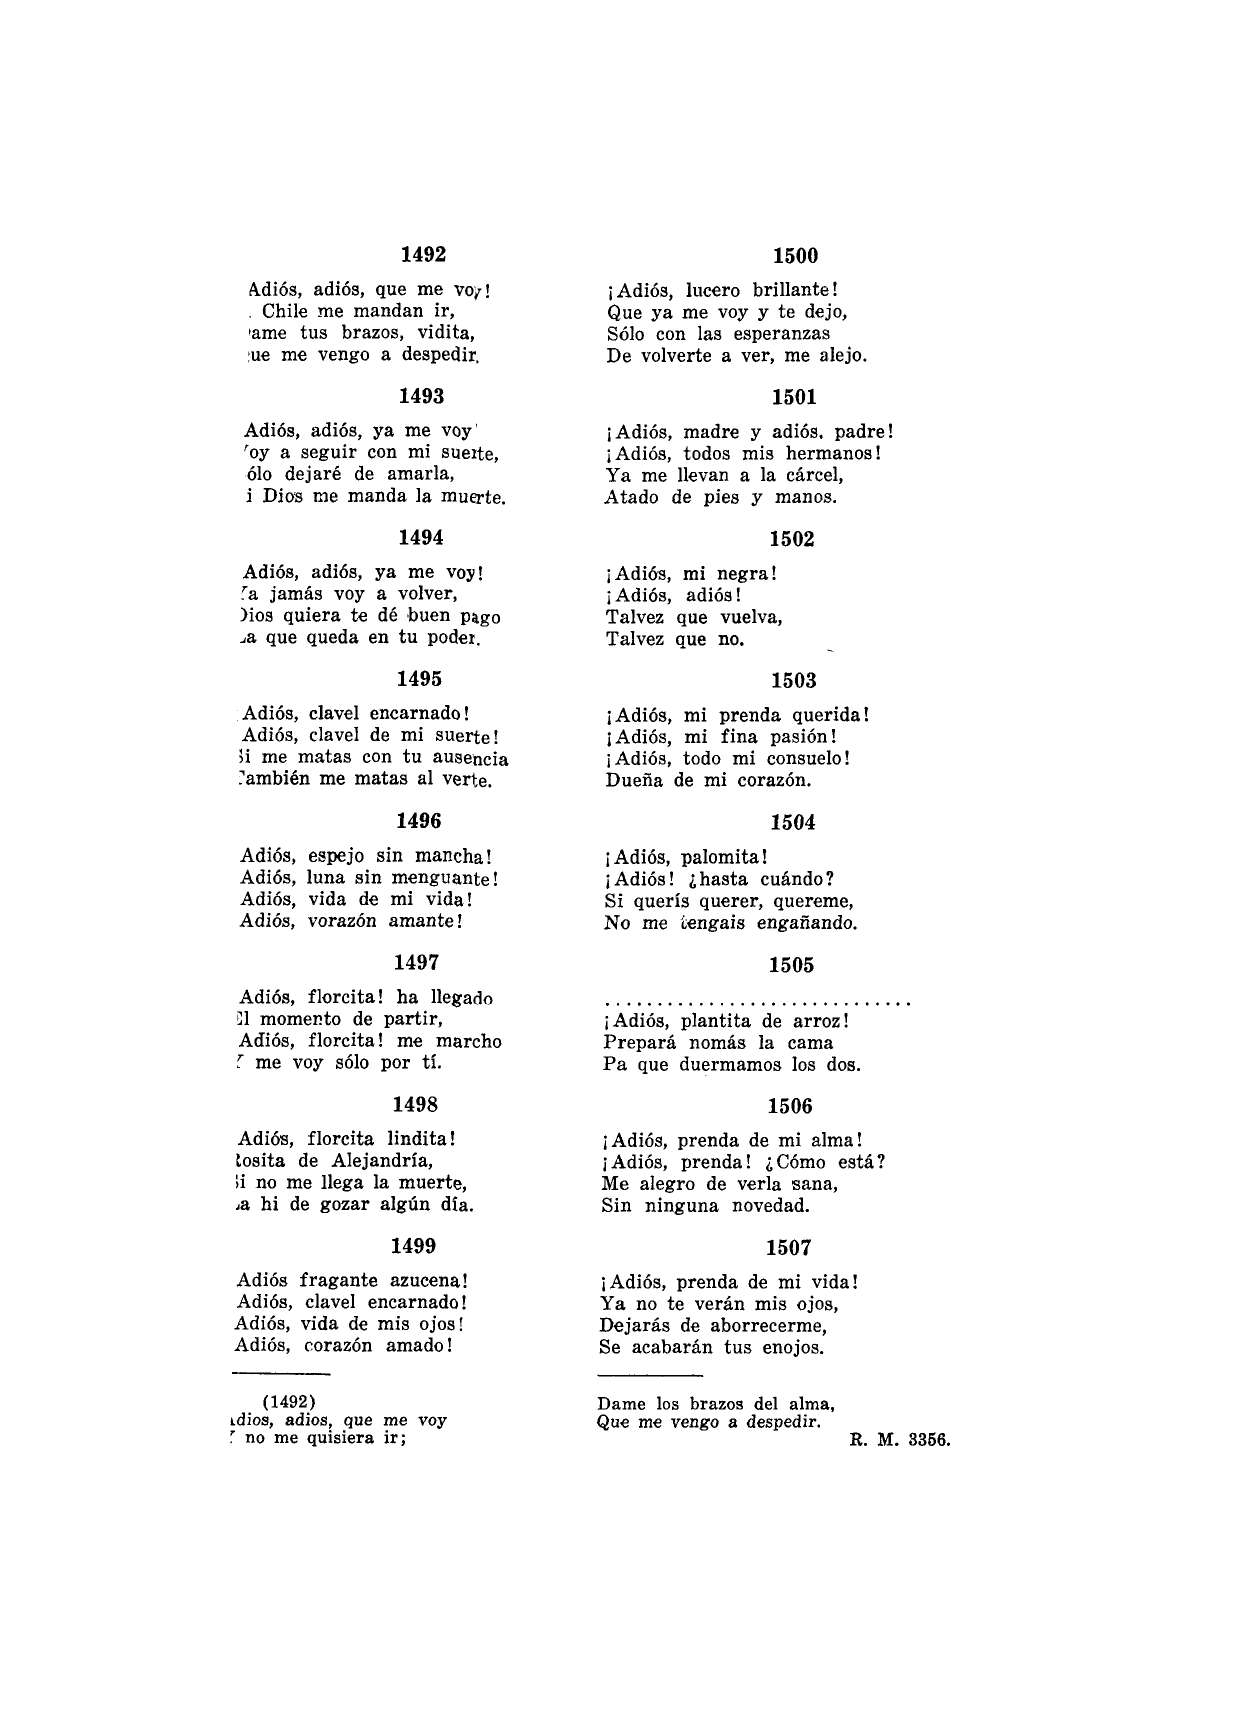 1492
Adiós, adiós, que me voy!
Chile me mandan ir,
ame tus brazos, vidita,
ue me vengo a despedir.
1493
Adiós, adiós, ya me voy
oy a seguir con mi suerte,
ólo dejaré de amarla,
i Dios me manda la muerte.
1494
Adiós, adiós, ya me voy!
a jamás voy a volver,
Dios quiera te dé buen pago
a que queda en tu poder.
1495
Adiós, clavel encarnado!
Adiós, clavel de mi suerte!
Si me matas con tu ausencia
También me matas al verte.
1496
Adiós, espejo sin mancha!
Adiós, luna sin menguante!
Adiós, vida de mi vida!
Adiós, vorazón amante!
1497
Adiós, florcita! ha llegado
El momento de partir,
Adiós, florcita! me marcho
me voy sólo por tí.
1498
Adiós, florcita lindita!
Rosita de Alejandría,
Si no me llega la muerte,
a hi de gozar algún día.
1499
Adiós fragante azucena!
Adiós, clavel encarnado!
Adiós, vida de mis ojos!
Adiós, corazón amado!
(1492)
dios, adios, que me voy
no me quisiera ir;
1500
¡Adiós, lucero brillante!
Que ya me voy y te dejo,
Sólo con las esperanzas
De volverte a ver, me alejo.
1501
¡Adiós, madre y adiós. padre!
¡Adiós, todos mis hermanos!
Ya me llevan a la cárcel,
Atado de pies y manos.
1502
¡Adiós, mi negra!
¡Adiós, adiós!
Talvez que vuelva,
Talvez que no.
1503
¡Adiós, mi prenda querida!
¡Adiós, mi fina pasión!
¡Adiós, todo mi consuelo!
Dueña de mi corazón.
1504
¡Adiós, palomita!
¡Adiós! ¿hasta cuándo?
Si querís querer, quereme,
No me tengais engañando.
1505
..............................
¡Adiós, plantita de arroz!
Prepará nomás la cama
Pa que duermamos los dos.
1506
¡Adiós, prenda de mi alma!
¡Adiós, prenda! ¿Cómo está?
Me alegro de verla sana,
Sin ninguna novedad.
1507
¡Adiós, prenda de mi vida!
Ya no te verán mis ojos,
Dejarás de aborrecerme,
Se acabarán tus enojos.
Dame los brazos del alma,
Que me vengo a despedir.
R. M. 3356.